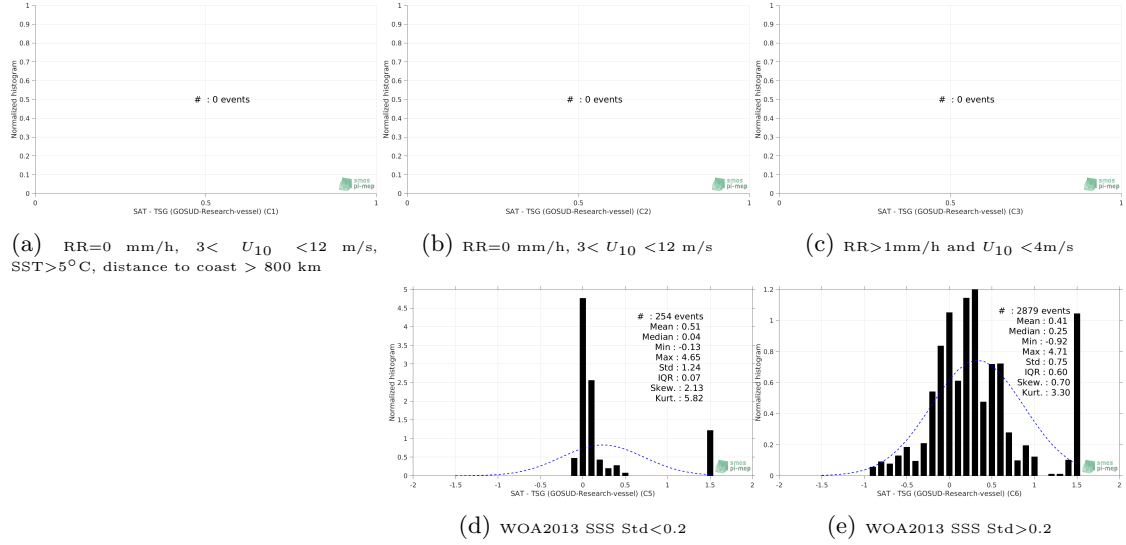 1
0.9
0.8
0.7
0.6
0.5
0.4
0.3
0.2
0.1
0
Normalized histogram
# : 0 events
smos
pi-mep
0 0.5 1
SAT - TSG (GOSUD-Research-vessel) (C1)
(a) RR=0 mm/h, 3< U10 <12 m/s,
SST>5°C, distance to coast > 800 km
1
0.9
0.8
0.7
0.6
0.5
0.4
0.3
0.2
0.1
0
Normalized histogram
# : 0 events
smos
pi-mep
0 0.5 1
SAT - TSG (GOSUD-Research-vessel) (C2)
(b) RR=0 mm/h, 3< U10 <12 m/s
1
0.9
0.8
0.7
0.6
0.5
0.4
0.3
0.2
0.1
0
Normalized histogram
# : 0 events
smos
pi-mep
0 0.5 1
SAT - TSG (GOSUD-Research-vessel) (C3)
(c) RR>1mm/h and U10 <4m/s
5
4.5
4
3.5
3
2.5
2
1.5
1
0.5
0
Normalized histogram
# : 254 events
Mean : 0.51
Median : 0.04
Min : -0.13
Max : 4.65
Std : 1.24
IQR : 0.07
Skew. : 2.13
Kurt. : 5.82
smos
pi-mep
-2 -1.5 -1 -0.5 0 0.5 1 1.5 2
SAT - TSG (GOSUD-Research-vessel) (C5)
(d) WOA2013 SSS Std<0.2
1.2
1
0.8
0.6
0.4
0.2
0
Normalized histogram
# : 2879 events
Mean : 0.41
Median : 0.25
Min : -0.92
Max : 4.71
Std : 0.75
IQR : 0.60
Skew. : 0.70
Kurt. : 3.30
smos
pi-mep
-2 -1.5 -1 -0.5 0 0.5 1 1.5 2
SAT - TSG (GOSUD-Research-vessel) (C6)
(e) WOA2013 SSS Std>0.2